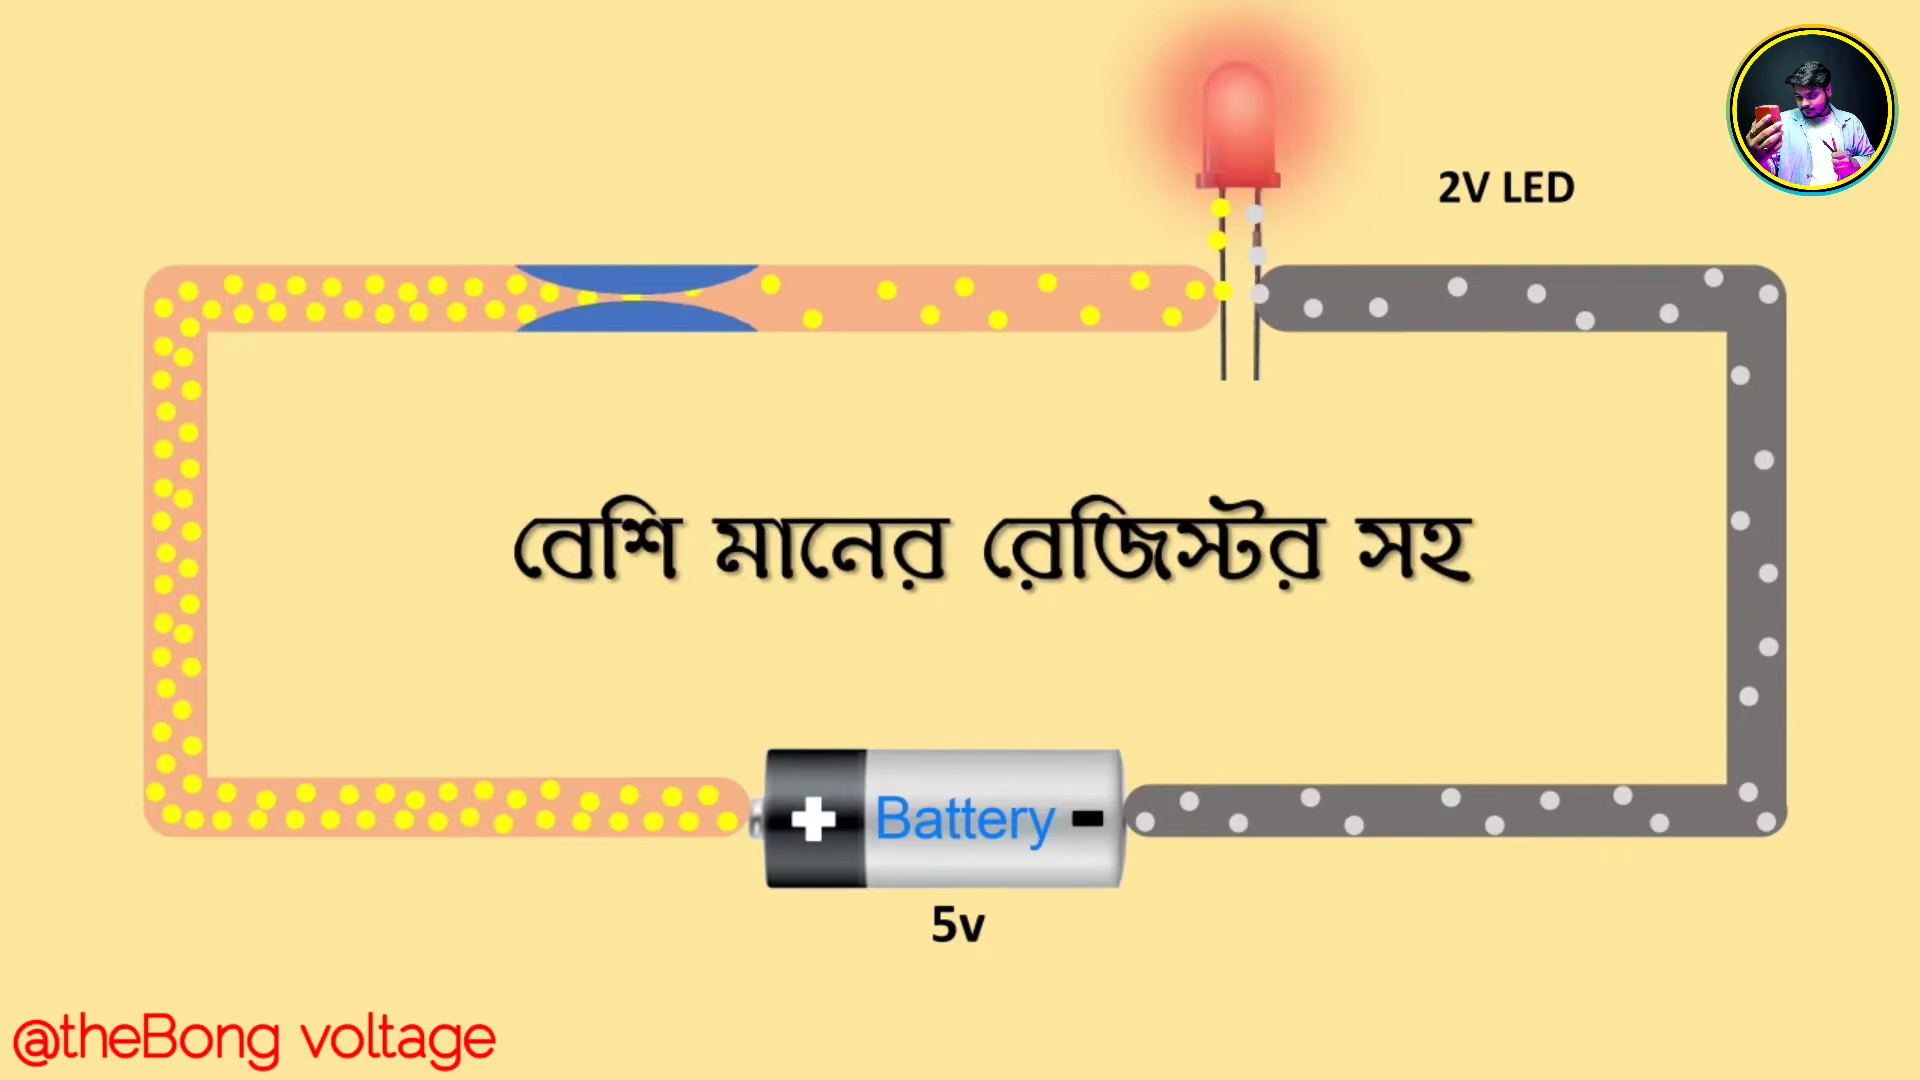 2V LED
বেশি মানের রেজিস্টর সহ
+ Battery -
5v
@theBong voltage